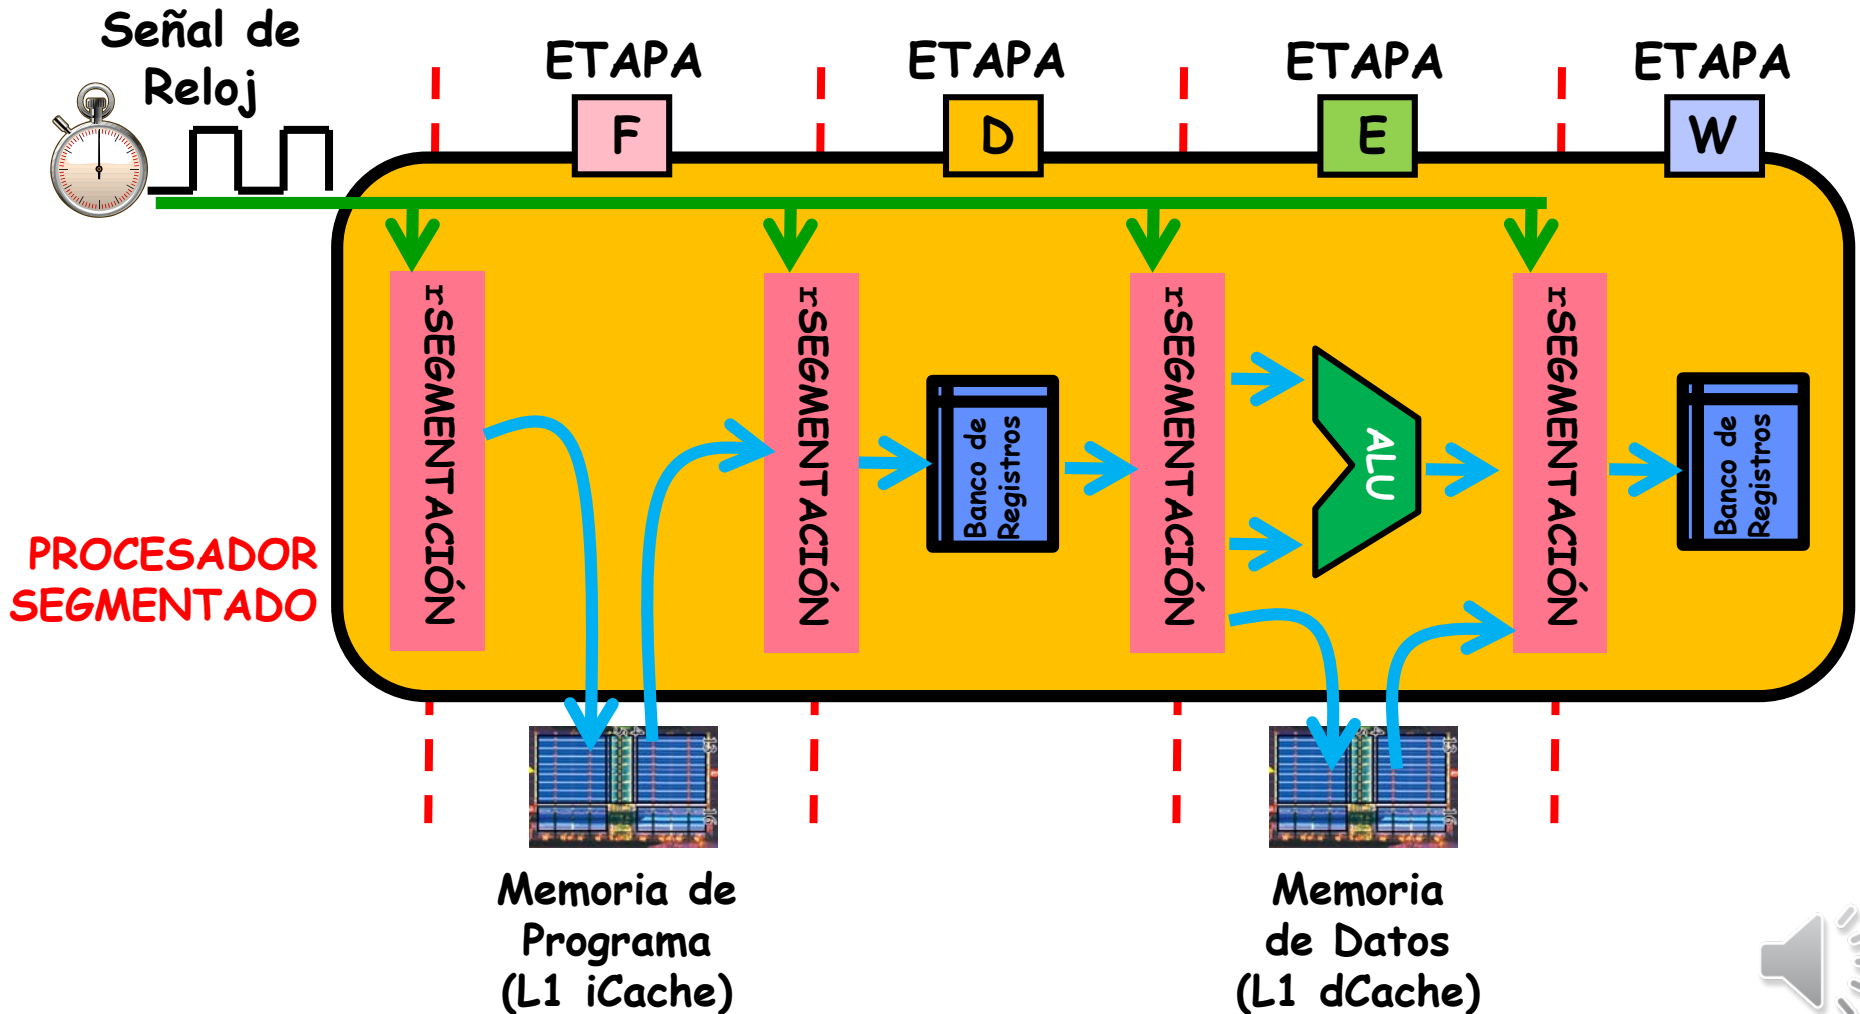 Señal de
Reloj
ETAPA
F
ETAPA
D
ETAPA
E
ETAPA
W
PROCESADOR
SEGMENTADO
rSEGMENTACIÓN
rSEGMENTACIÓN
Banco de
Registros
rSEGMENTACIÓN
ALU
rSEGMENTACIÓN
Banco de
Registros
Memoria de
Programa
(L1 iCache)
Memoria
de Datos
(L1 dCache)